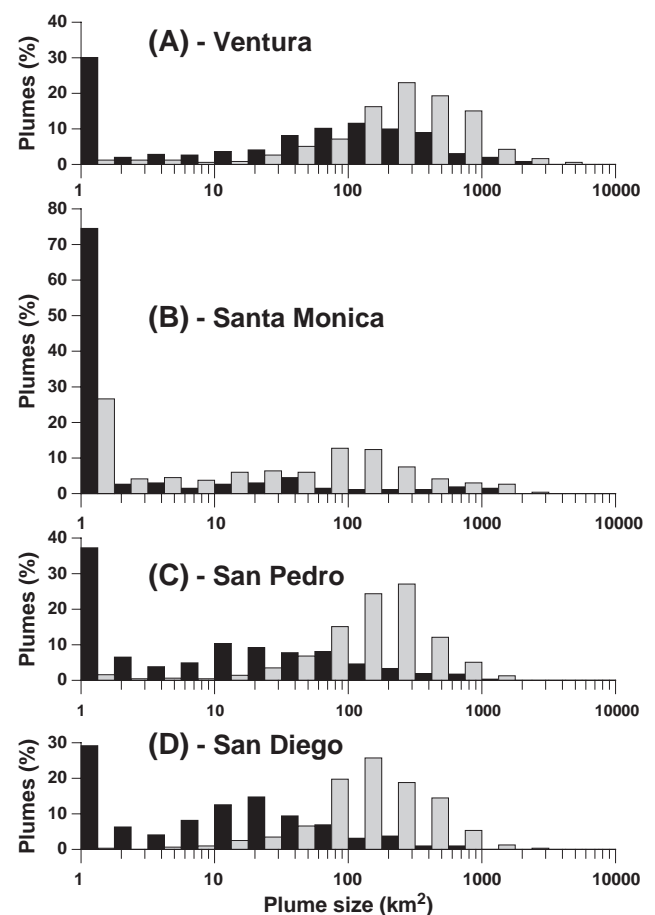 40
30
20
10
0
Plumes (%)
(A) - Ventura
1 10 100 1000 10000
80
70
60
50
40
30
20
10
0
Plumes (%)
(B) - Santa Monica
1 10 100 1000 10000
40
30
20
10
0
Plumes (%)
(C) - San Pedro
1 10 100 1000 10000
30
20
10
0
Plumes (%)
(D) - San Diego
1 10 100 1000 10000
Plume size (km²)